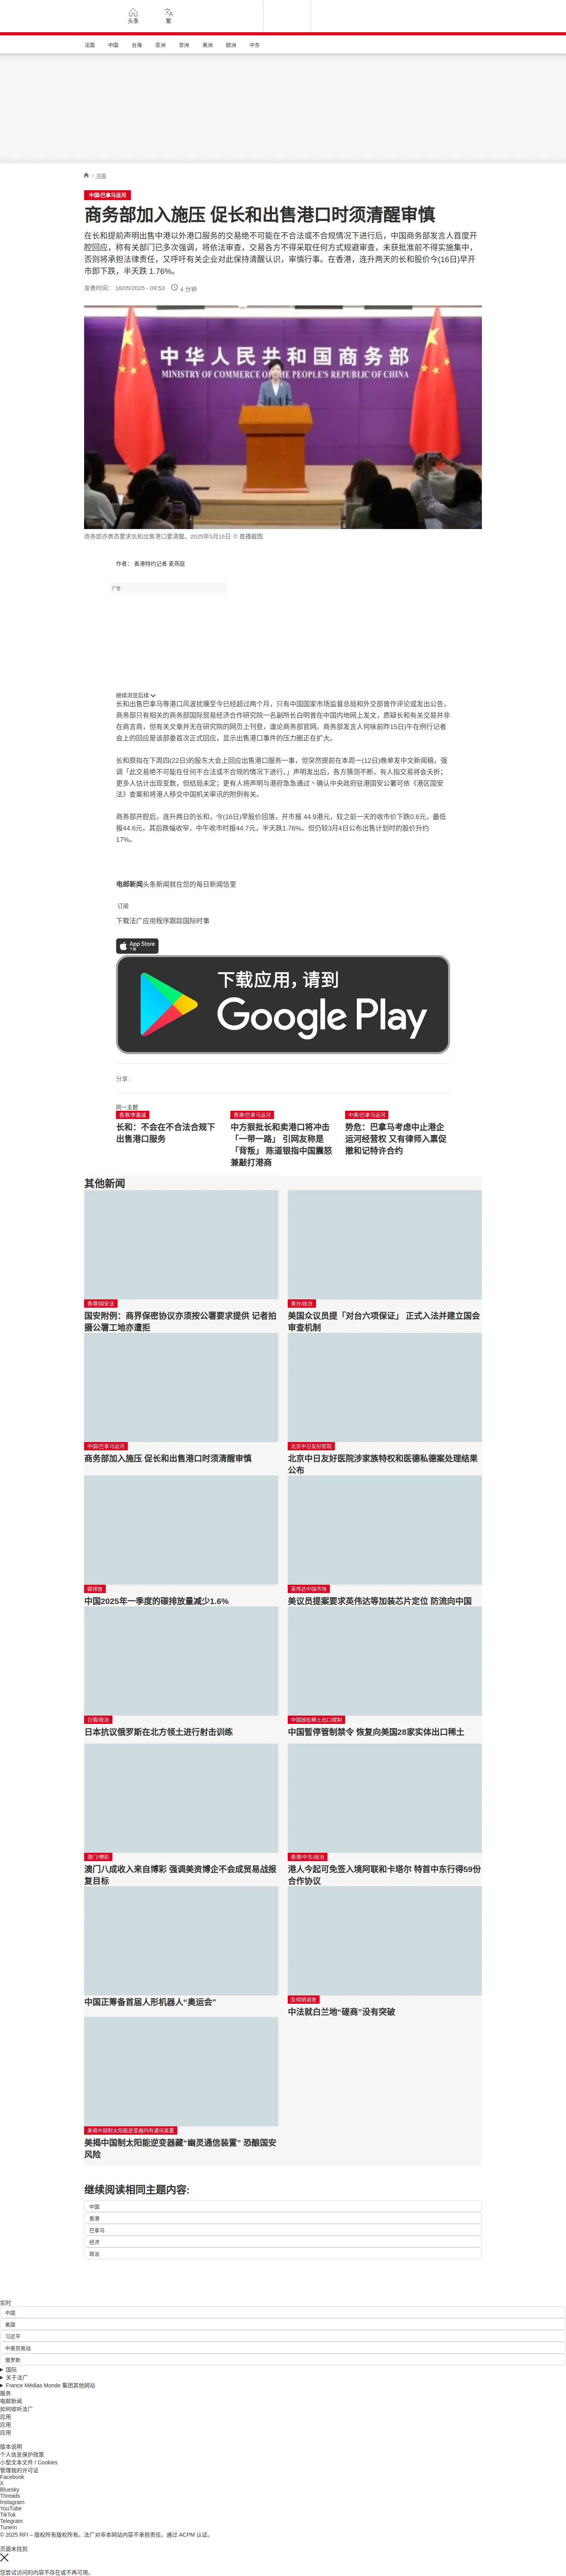 头条
繁
法国
中国
台海
亚洲
非洲
美洲
欧洲
中东
/ 中国
中国/巴拿马运河
商务部加入施压 促长和出售港口时须清醒审慎
在长和提前声明出售中港以外港口服务的交易绝不可能在不合法或不合规情况下进行后，中国商务部发言人首度开
腔回应，称有关部门已多次强调，将依法审查，交易各方不得采取任何方式规避审查，未获批准前不得实施集中，
否则将承担法律责任，又呼吁有关企业对此保持清醒认识，审慎行事。在香港，连升两天的长和股价今(16日)早开
市即下跌，半天跌 1.76%。
发表时间： 16/05/2025 - 09:53
4 分钟
中华人民共和国商务部
MINISTRY OF COMMERCE OF THE PEOPLE'S REPUBLIC OF CHINA
商务部亦表态要求长和出售港口要清醒。2025年5月16日 © 直播截图
作者： 香港特约记者 麦燕庭
广告
继续浏览后续
长和出售巴拿马等港口风波扰攘至今已经超过两个月，只有中国国家市场监督总局和外交部曾作评论或发出公告，
商务部只有相关的商务部国际贸易经济合作研究院一名副所长白明曾在中国内地网上发文，质疑长和有关交易并非
在商言商，但有关文章并无在研究院的网页上刊登，遑论商务部官网。商务部发言人何咏前昨15日)午在例行记者
会上的回应是该部委首次正式回应，显示出售港口事件的压力圈正在扩大。
长和原拟在下周四(22日)的股东大会上回应出售港口服务一事，但突然提前在本周一(12日)晚单发中文新闻稿，强
调「此交易绝不可能在任何不合法或不合规的情况下进行。」声明发出后，各方猜测不断，有人指交易将会夭折；
更多人估计出现变数，但结局未定；更有人将声明与港府急急通过丶确认中央政府驻港国安公署可依《港区国安
法》查案和将港人移交中国机关审讯的附例有关。
商务部开腔后，连升两日的长和，今(16日)早股价回落，开市报 44.9港元，较之前一天的收市价下跌0.6元，最低
报44.6元，其后跌幅收窄，中午收市时报44.7元，半天跌1.76%。但仍较3月4日公布出售计划时的股价升约
17%。
电邮新闻头条新闻就在您的每日新闻信里
订阅
下载法广应用程序跟踪国际时事
App Store
下载
下载应用，请到
Google Play
分享 :
同一主题
香港/李嘉诚
长和：不会在不合法合规下
出售港口服务
香港/巴拿马运河
中方狠批长和卖港口将冲击
「一带一路」 引网友称是
「背叛」 陈道银指中国震怒
兼敲打港商
中美/巴拿马运河
势危：巴拿马考虑中止港企
运河经营权 又有律师入禀促
撤和记特许合约
其他新闻
香港/国安法
国安附例：商界保密协议亦须按公署要求提供 记者拍
摄公署工地亦遭拒
美台/政治
美国众议员提「对台六项保证」 正式入法并建立国会
审查机制
中国/巴拿马运河
商务部加入施压 促长和出售港口时须清醒审慎
北京中日友好医院
北京中日友好医院涉家族特权和医德私德案处理结果
公布
碳排放
中国2025年一季度的碳排放量减少1.6%
英伟达中国市场
美议员提案要求英伟达等加装芯片定位 防流向中国
日俄/政治
日本抗议俄罗斯在北方领土进行射击训练
中国放松稀土出口限制
中国暂停管制禁令 恢复向美国28家实体出口稀土
澳门/博彩
澳门八成收入来自博彩 强调美资博企不会成贸易战报
复目标
香港/中东/政治
港人今起可免签入境阿联和卡塔尔 特首中东行得59份
合作协议
中国正筹备首届人形机器人“奥运会”
反倾销调查
中法就白兰地“磋商”没有突破
美揭中国制太阳能逆变器内有通讯装置
美揭中国制太阳能逆变器藏“幽灵通信装置” 恐酿国安
风险
继续阅读相同主题内容:
中国
香港
巴拿马
经济
政治
实时
中国
美国
习近平
中美贸易战
俄罗斯
国际
关于法广
France Médias Monde 集团其他网站
服务
电邮新闻
如何收听法广
应用
应用
应用
版本说明
个人信息保护政策
小型文本文件 / Cookies
管理我的许可证
Facebook
X
Bluesky
Threads
Instagram
YouTube
TikTok
Telegram
TuneIn
© 2025 RFI – 版权所有版权所有。法广对非本网站内容不承担责任。通过 ACPM 认证。
页面未找到
您尝试访问的内容不存在或不再可用。